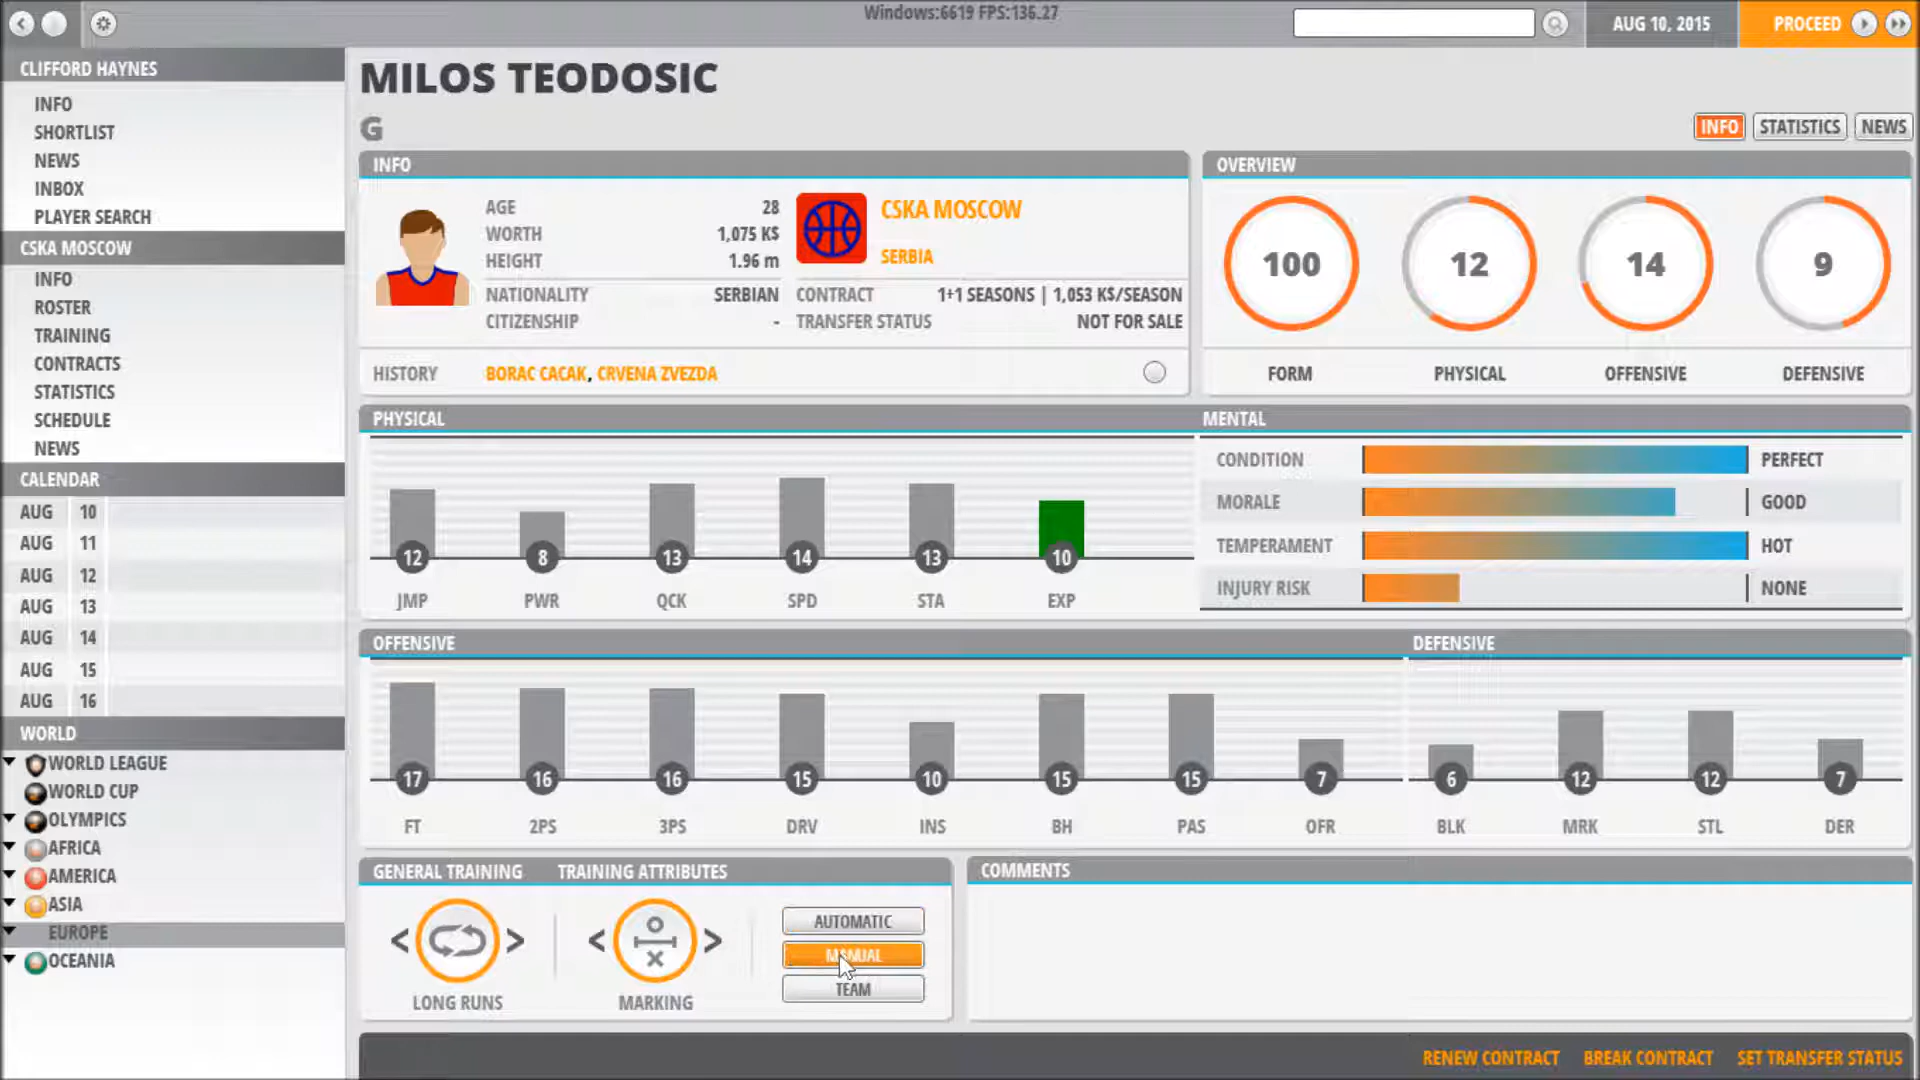 Windows:6619 FPS:136.27
AUG 10, 2015
PROCEED
CLIFFORD HAYNES
INFO
SHORTLIST
NEWS
INBOX
PLAYER SEARCH
CSKA MOSCOW
INFO
ROSTER
TRAINING
CONTRACTS
STATISTICS
SCHEDULE
NEWS
CALENDAR
AUG 10
AUG 11
AUG 12
AUG 13
AUG 14
AUG 15
AUG 16
WORLD
WORLD LEAGUE
WORLD CUP
OLYMPICS
AFRICA
AMERICA
ASIA
EUROPE
OCEANIA
MILOS TEODOSIC
G
INFO STATISTICS NEWS
INFO
AGE 28
WORTH 1,075 K$
HEIGHT 1.96 m
NATIONALITY SERBIAN
CITIZENSHIP -
CSKA MOSCOW
SERBIA
CONTRACT 1+1 SEASONS | 1,053 K$/SEASON
TRANSFER STATUS NOT FOR SALE
HISTORY BORAC CACAK, CRVENA ZVEZDA
OVERVIEW
100 12 14 9
FORM PHYSICAL OFFENSIVE DEFENSIVE
PHYSICAL
12 8 13 14 13 10
JMP PWR QCK SPD STA EXP
MENTAL
CONDITION PERFECT
MORALE GOOD
TEMPERAMENT HOT
INJURY RISK NONE
OFFENSIVE
17 16 16 15 10 15 15 7
FT 2PS 3PS DRV INS BH PAS OFR
DEFENSIVE
6 12 12 7
BLK MRK STL DER
GENERAL TRAINING TRAINING ATTRIBUTES
< > < >
LONG RUNS MARKING
AUTOMATIC
MANUAL
TEAM
COMMENTS
RENEW CONTRACT BREAK CONTRACT SET TRANSFER STATUS